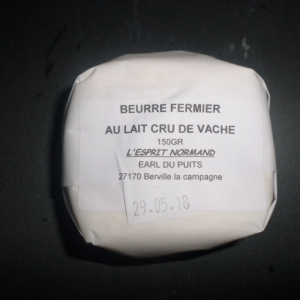 BEURRE FERMIER
AU LAIT CRU DE VACHE
150GR
L'ESPRIT NORMAND
EARL DU PUITS
27170 Berville la campagne
29.05.18